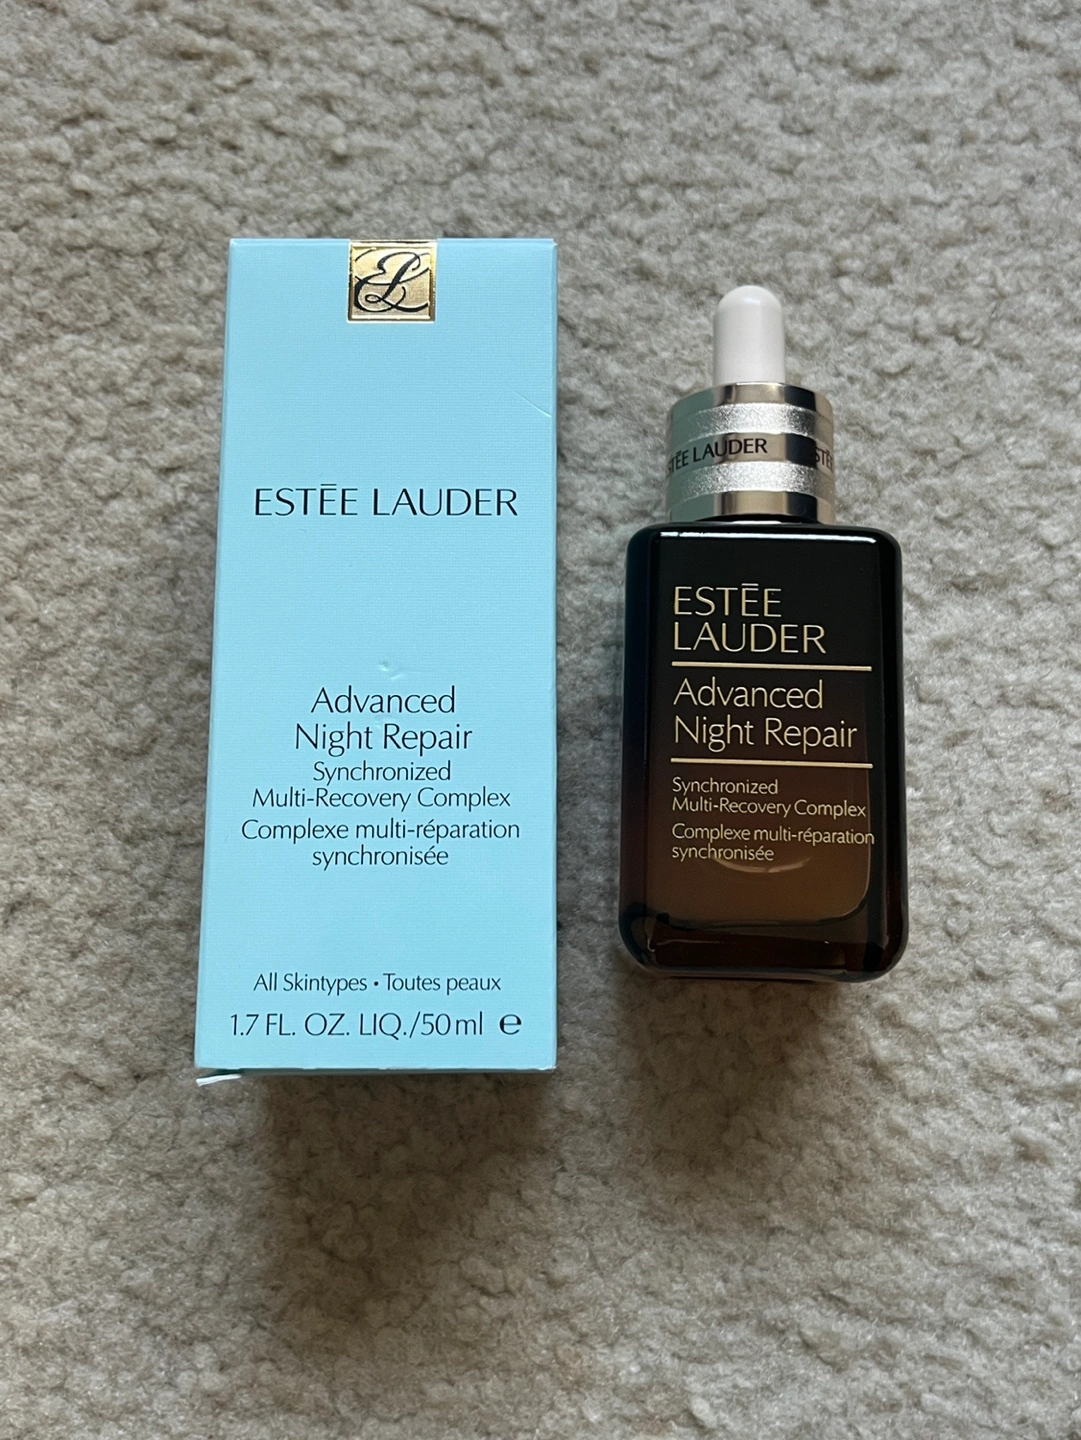 EL
ESTĒE LAUDER
Advanced
Night Repair
Synchronized
Multi-Recovery Complex
Complexe multi-réparation
synchronisée
All Skintypes • Toutes peaux
1.7 FL. OZ. LIQ./50 ml ℮
STĒE LAUDER
STĒE
ESTĒE
LAUDER
Advanced
Night Repair
Synchronized
Multi-Recovery Complex
Complexe multi-réparation
synchronisée